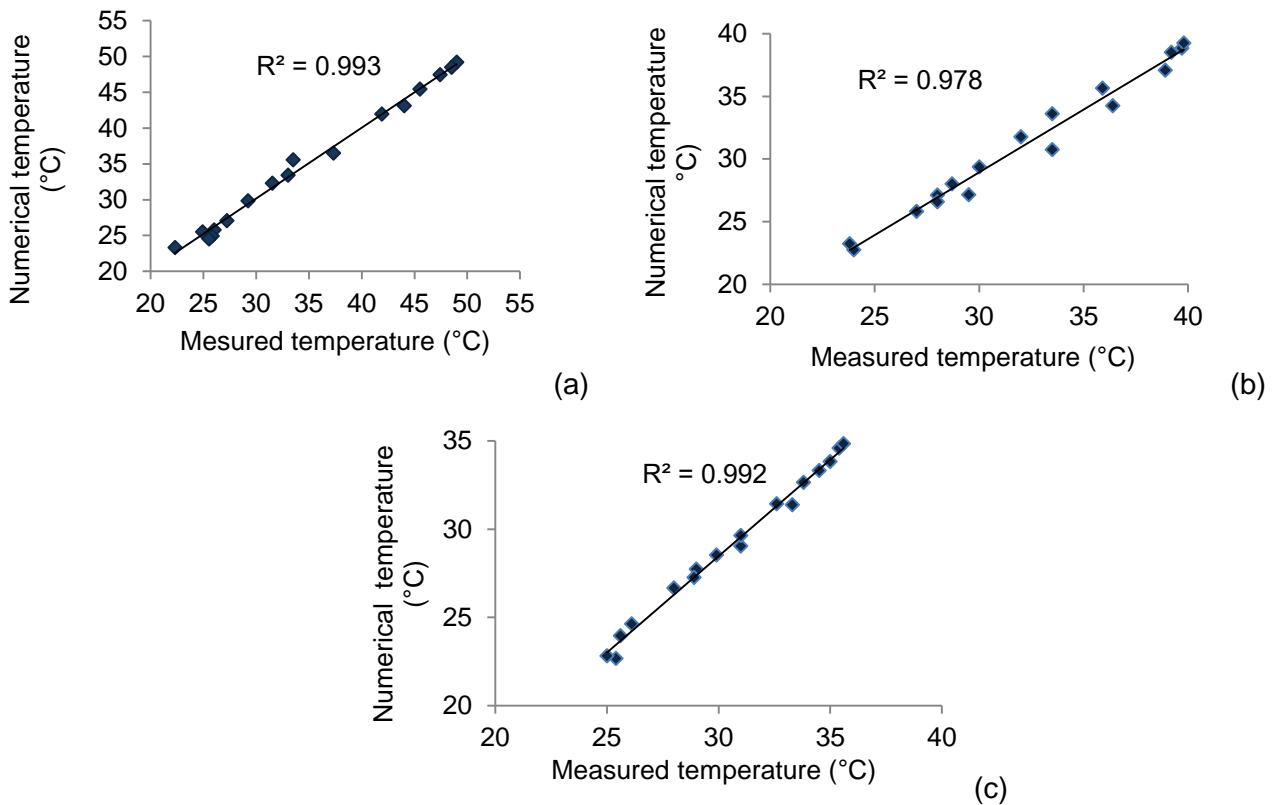 55
50
45
40
35
30
25
20
20 25 30 35 40 45 50 55
Numerical temperature
(°C)
Mesured temperature (°C)
R² = 0.993
(a)
40
35
30
25
20
20 25 30 35 40
Numerical temperature
°C)
Measured temperature (°C)
R² = 0.978
(b)
35
30
25
20
20 25 30 35 40
Numerical temperature
(°C)
Measured temperature (°C)
R² = 0.992
(c)